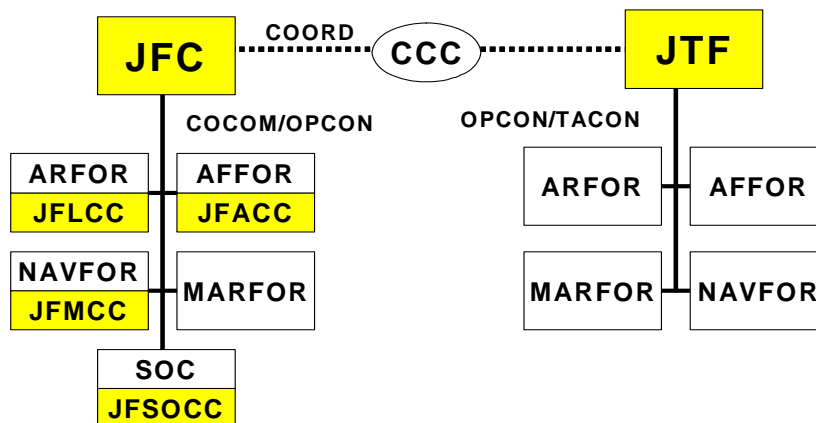 JFC
COORD
CCC
JTF
COCOM/OPCON
OPCON/TACON
ARFOR
JFLCC
AFFOR
JFACC
ARFOR
AFFOR
NAVFOR
JFMCC
MARFOR
MARFOR
NAVFOR
SOC
JFSOCC